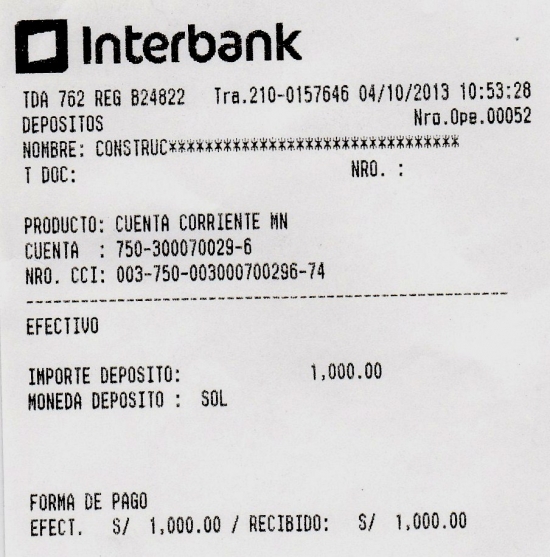 Interbank
TDA 762 REG B24822 Tra.210-0157646 04/10/2013 10:53:28
DEPOSITOS Nro.Ope.00052
NOMBRE: CONSTRUC********************************
T DOC: NRO. :
PRODUCTO: CUENTA CORRIENTE MN
CUENTA : 750-300070029-6
NRO. CCI: 003-750-003000700296-74
------------------------------------------------------
EFECTIVO
IMPORTE DEPOSITO: 1,000.00
MONEDA DEPOSITO : SOL
FORMA DE PAGO
EFECT. S/ 1,000.00 / RECIBIDO: S/ 1,000.00